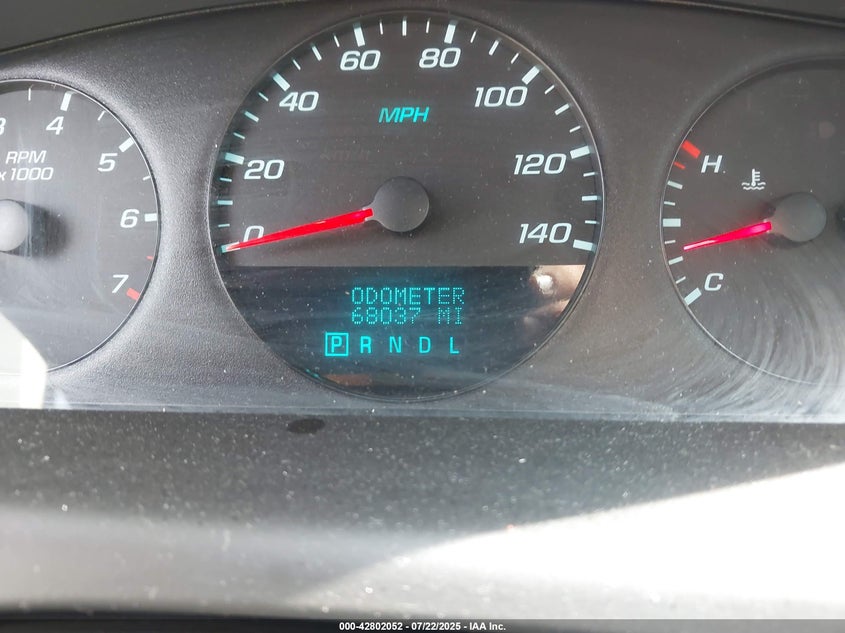 60 80
40 100
MPH
20 120
0 140
3 4
5
RPM
x1000
6
7
H
C
ODOMETER
68037 MI
P R N D L
000-42802052 - 07/22/2025 - IAA Inc.